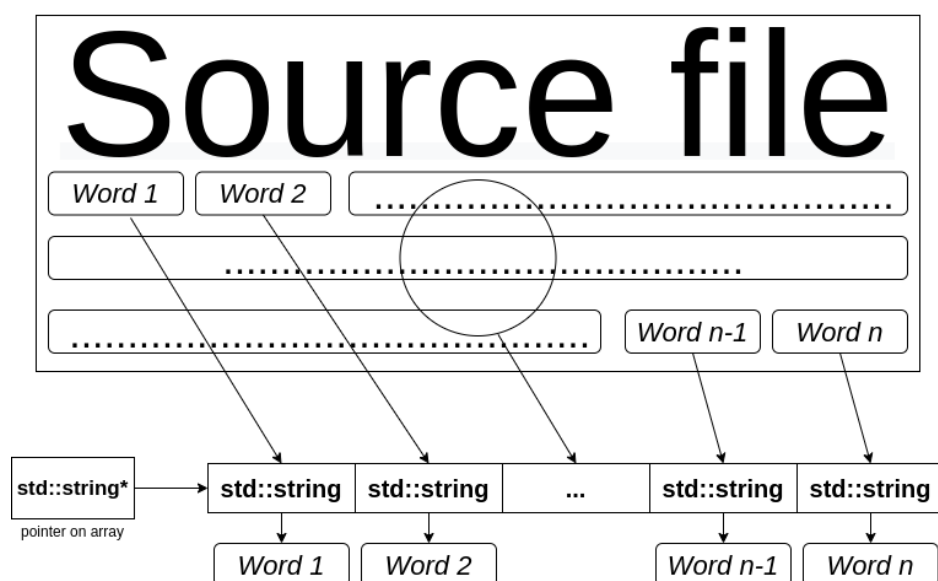 Source file
Word 1 Word 2 ................................................
................................................
................................................ Word n-1 Word n
std::string* std::string std::string ... std::string std::string
pointer on array
Word 1 Word 2 Word n-1 Word n